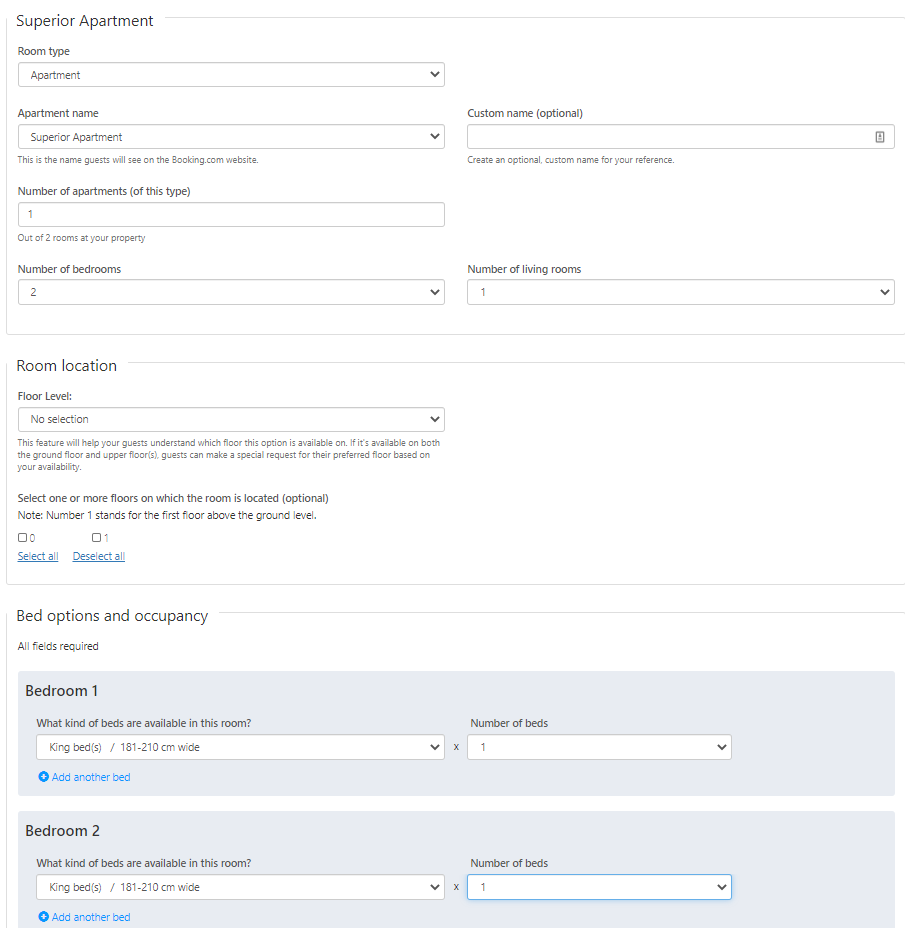 Superior Apartment
Room type
Apartment
Apartment name
Custom name (optional)
Superior Apartment
This is the name guests will see on the Booking.com website.
Create an optional, custom name for your reference.
Number of apartments (of this type)
1
Out of 2 rooms at your property
Number of bedrooms
Number of living rooms
2
1
Room location
Floor Level:
No selection
This feature will help your guests understand which floor this option is available on. If it's available on both
the ground floor and upper floor(s), guests can make a special request for their preferred floor based on
your availability.
Select one or more floors on which the room is located (optional)
Note: Number 1 stands for the first floor above the ground level.
0 1
Select all Deselect all
Bed options and occupancy
All fields required
Bedroom 1
What kind of beds are available in this room?
Number of beds
King bed(s) / 181-210 cm wide
x
1
Add another bed
Bedroom 2
What kind of beds are available in this room?
Number of beds
King bed(s) / 181-210 cm wide
x
1
Add another bed